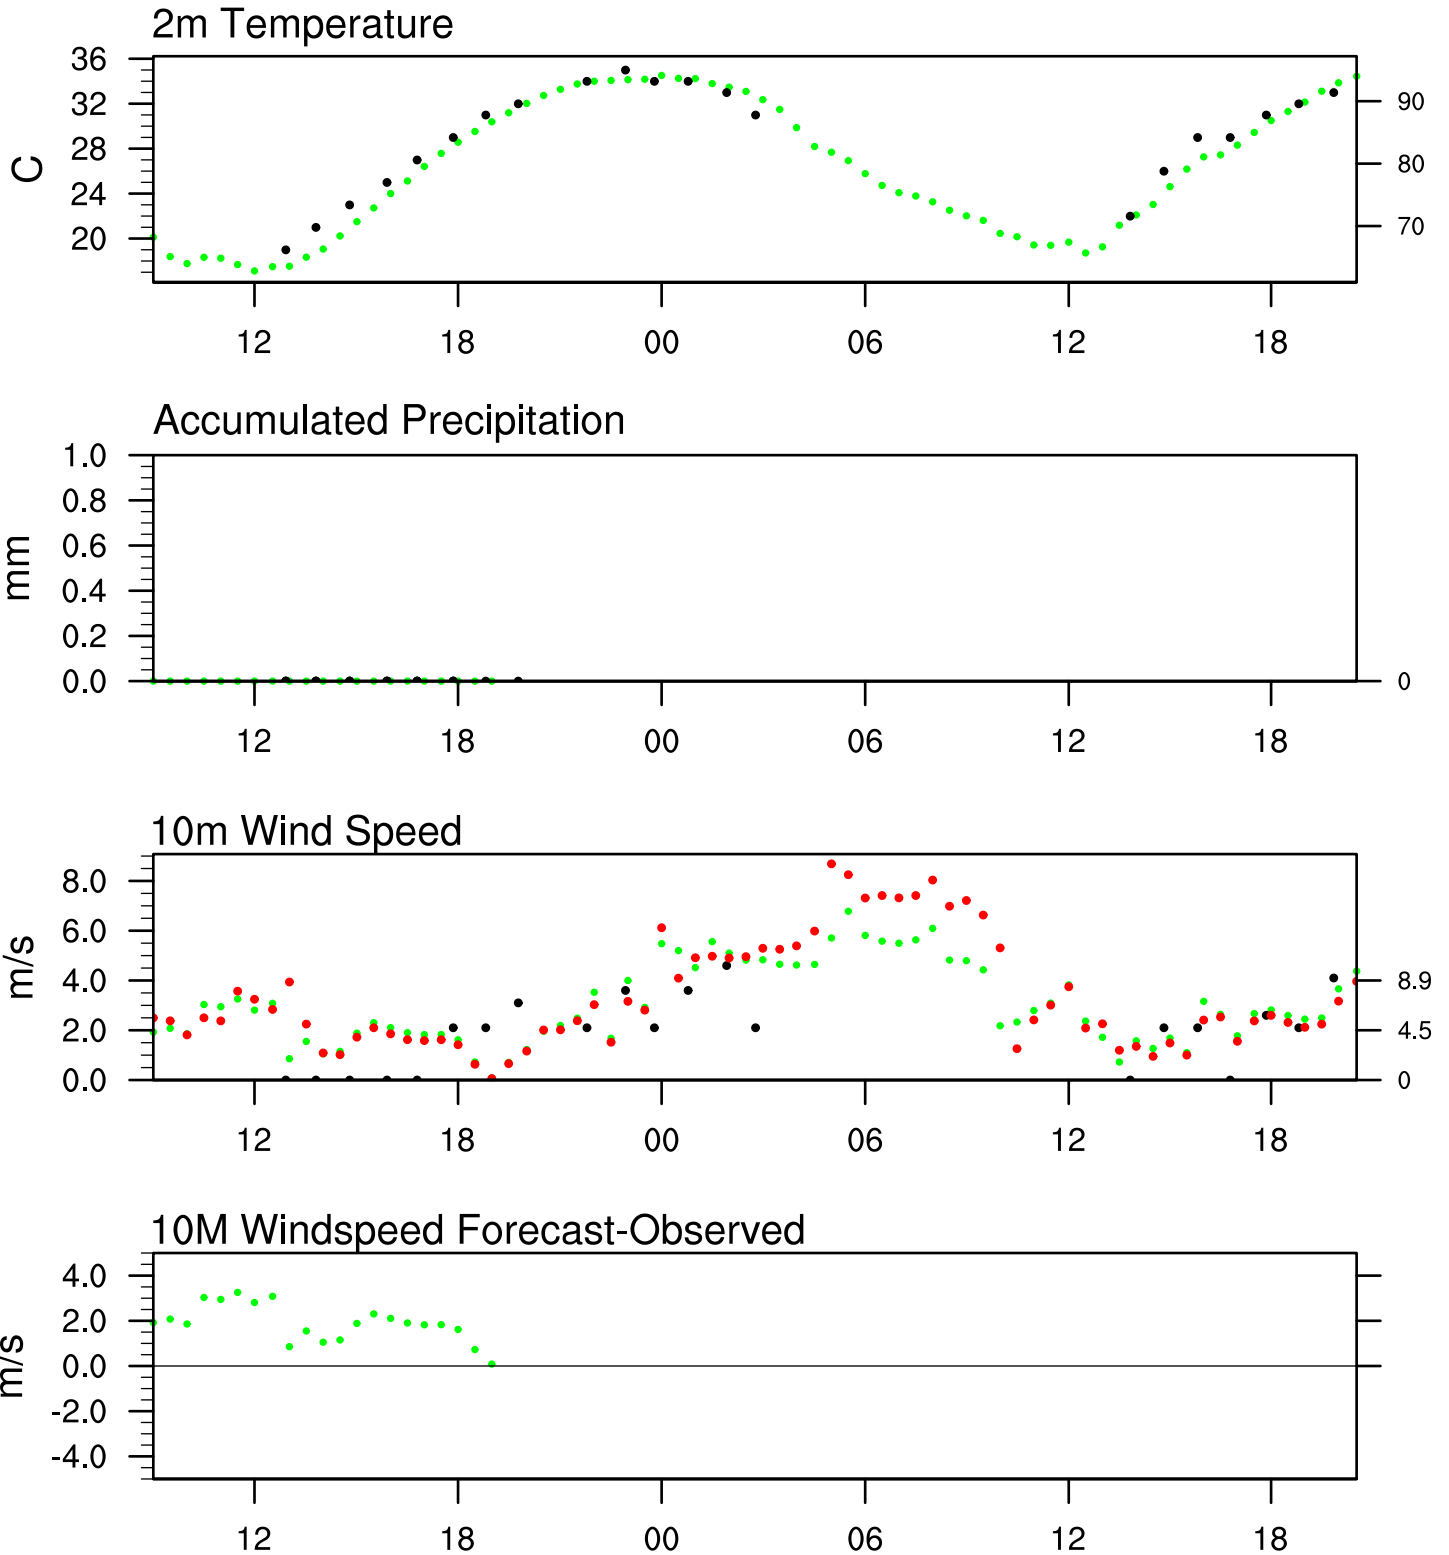 2m Temperature
36
32
28
24
20
C
90
80
70
12 18 00 06 12 18
Accumulated Precipitation
1.0
0.8
0.6
0.4
0.2
0.0
mm
0
12 18 00 06 12 18
10m Wind Speed
8.0
6.0
4.0
2.0
0.0
m/s
8.9
4.5
0
12 18 00 06 12 18
10M Windspeed Forecast-Observed
4.0
2.0
0.0
-2.0
-4.0
m/s
12 18 00 06 12 18